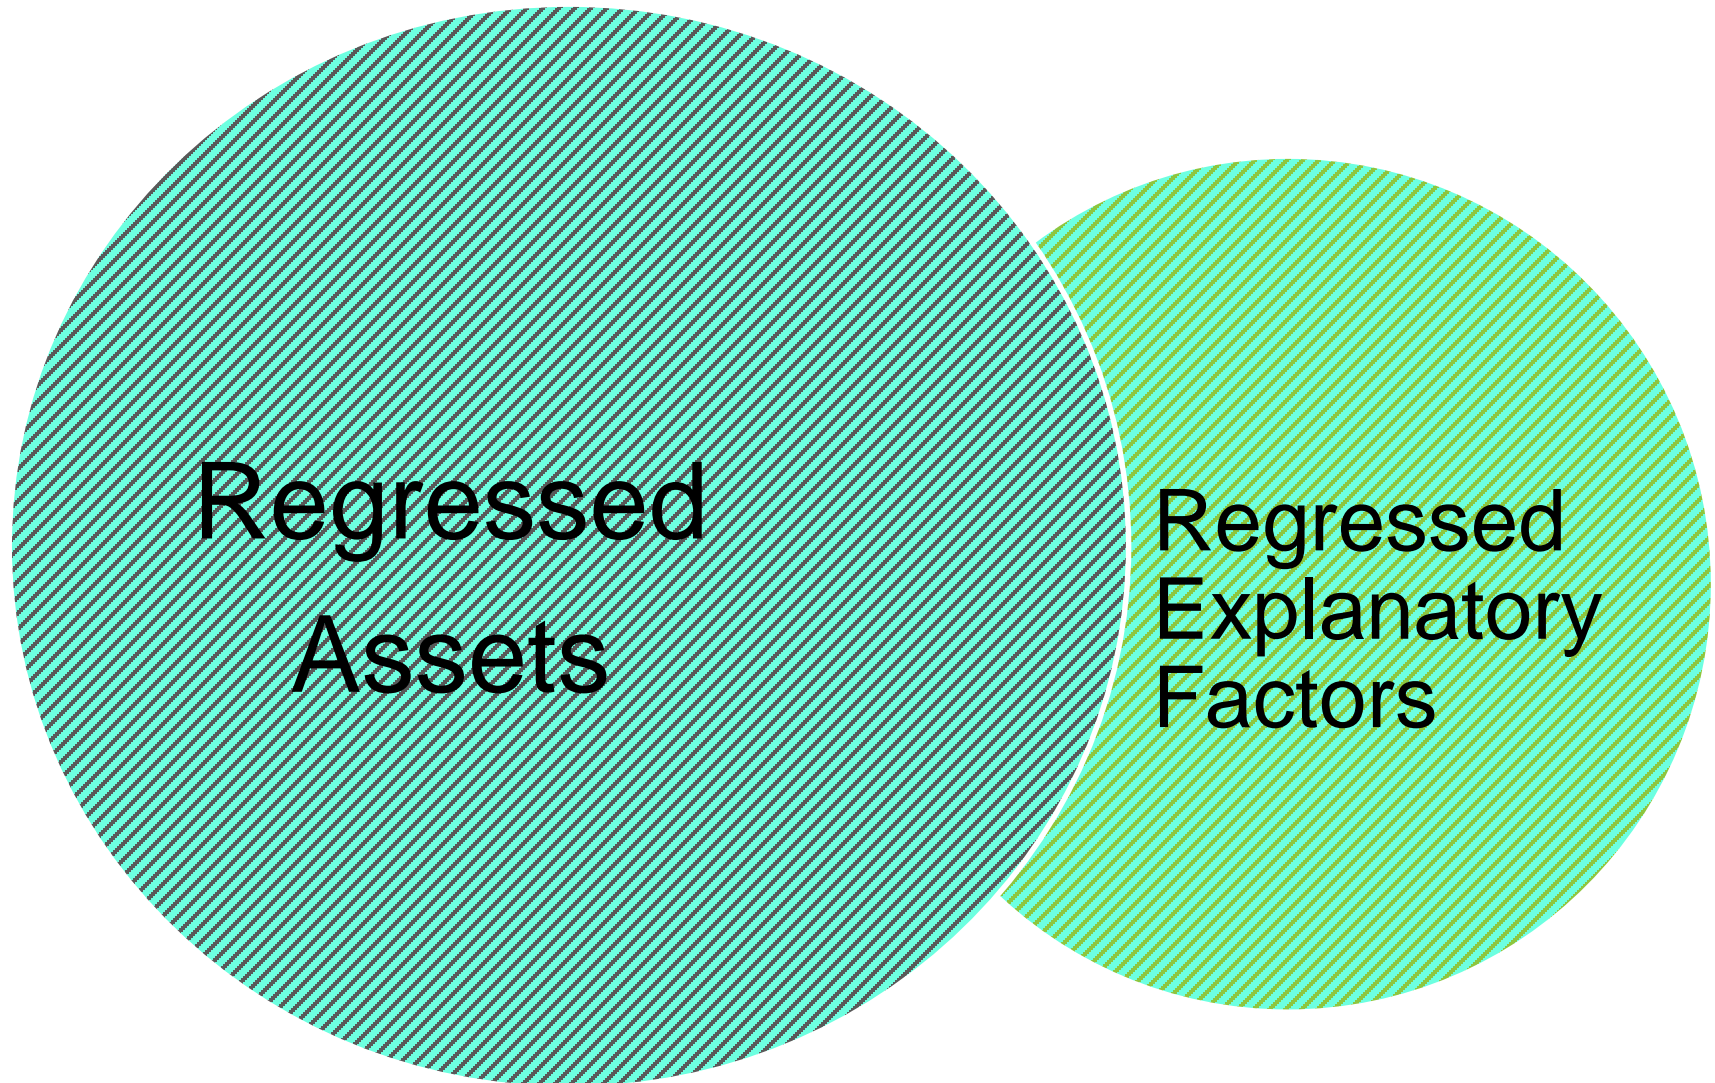 Regressed
Assets
Regressed
Explanatory
Factors